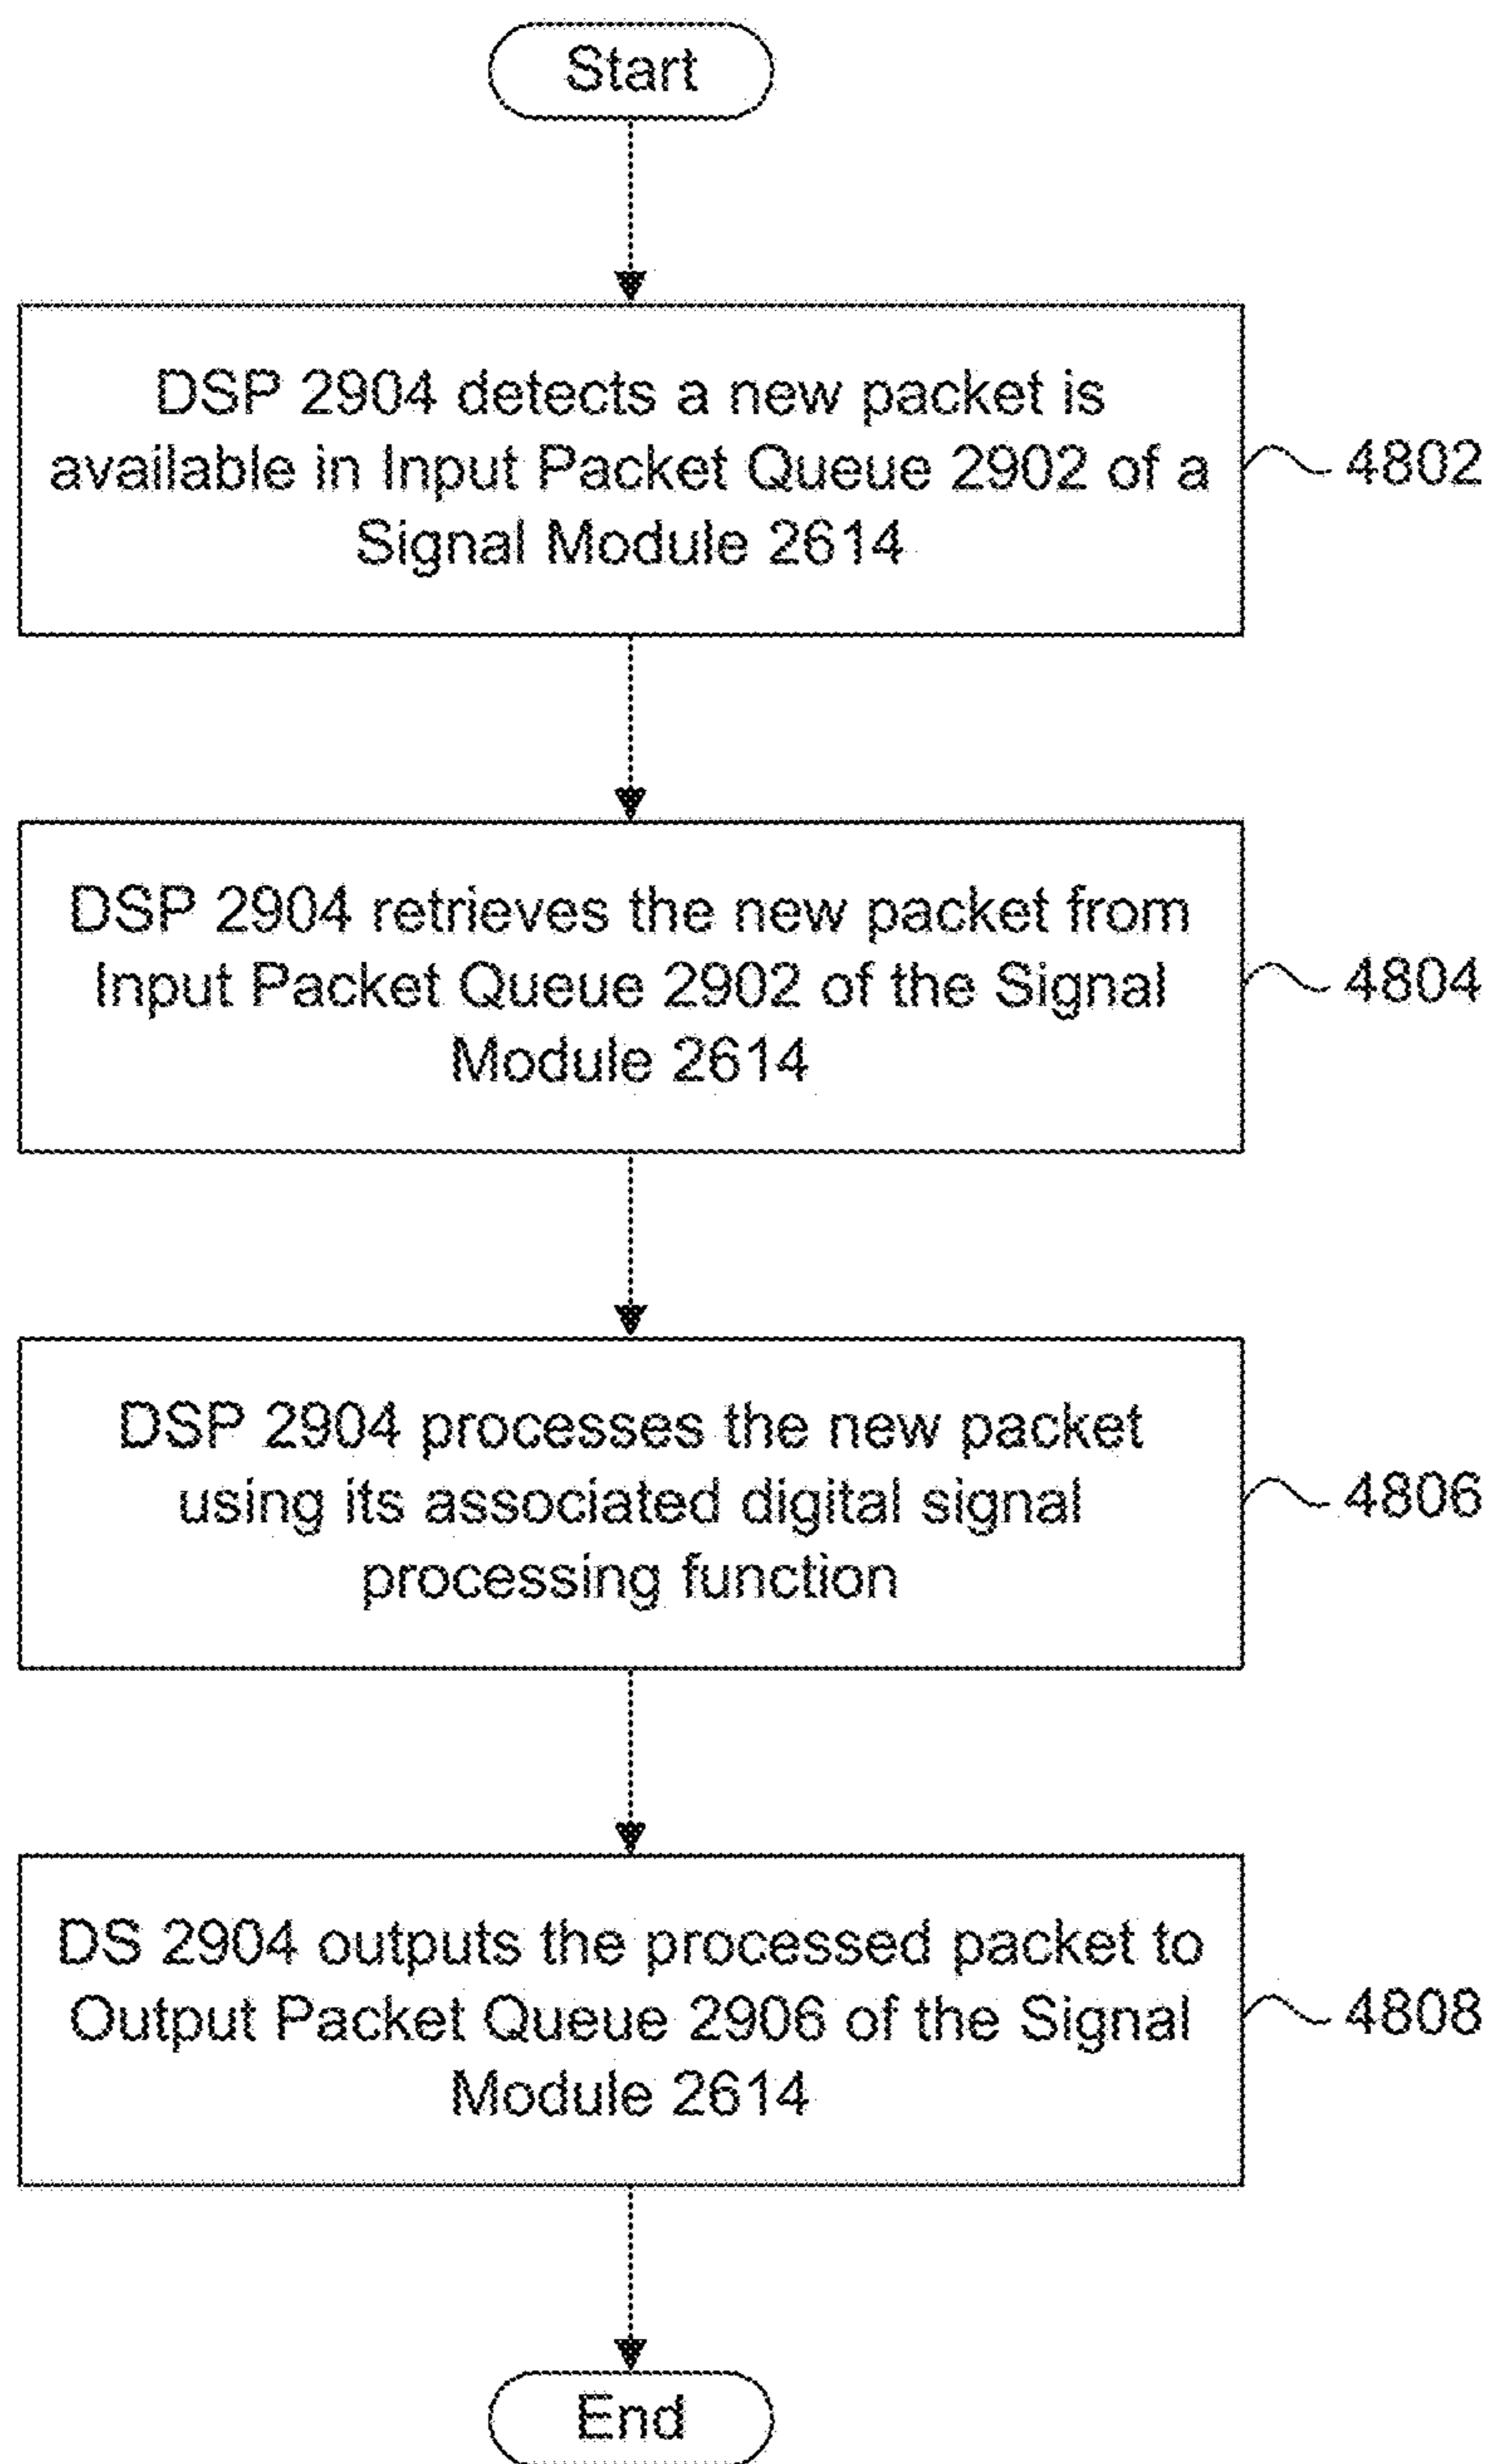 Start
DSP 2904 detects a new packet is
available in Input Packet Queue 2902 of a
Signal Module 2614
4802
DSP 2904 retrieves the new packet from
Input Packet Queue 2902 of the Signal
Module 2614
4804
DSP 2904 processes the new packet
using its associated digital signal
processing function
4806
DS 2904 outputs the processed packet to
Output Packet Queue 2906 of the Signal
Module 2614
4808
End